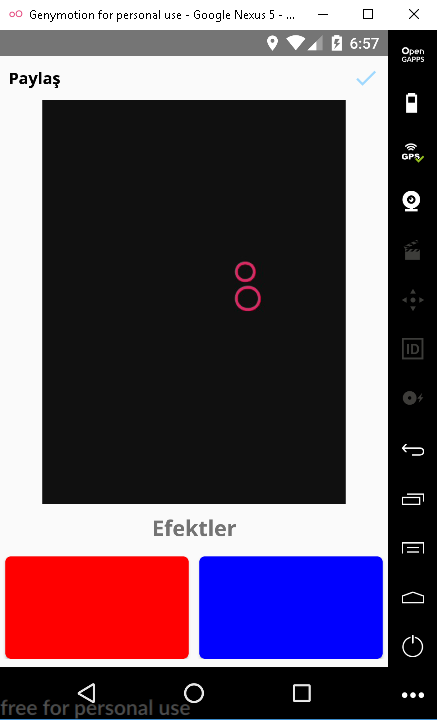 Genymotion for personal use - Google Nexus 5 - ...
Open
GAPPS
6:57
Paylaş
GPS
ID
Efektler
free for personal use